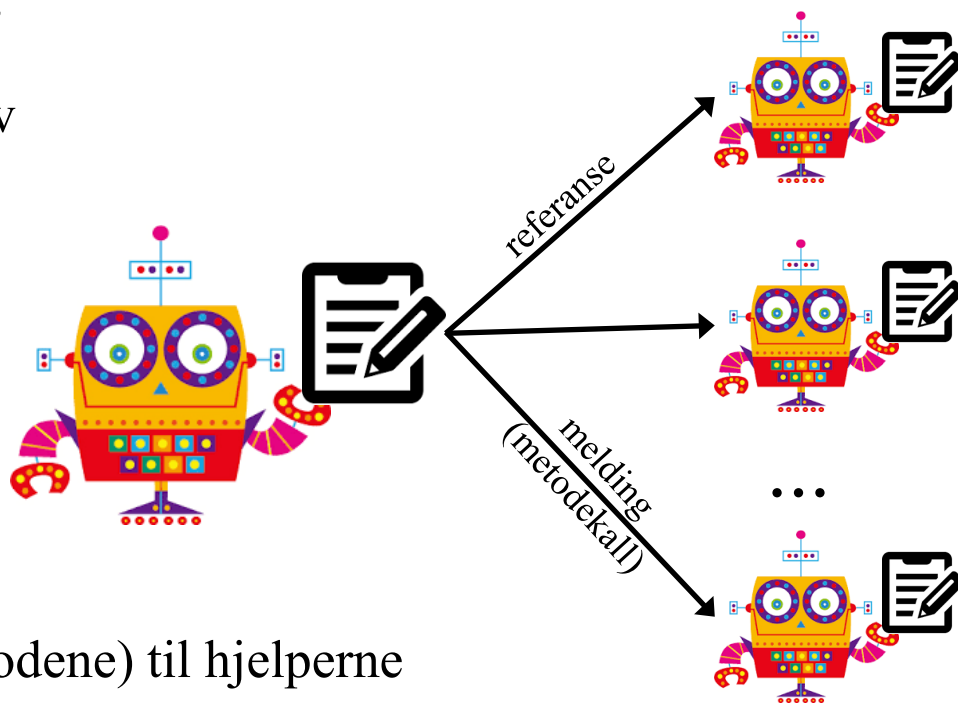 v
referanse
melding
(metodekall)
...
odene) til hjelperne